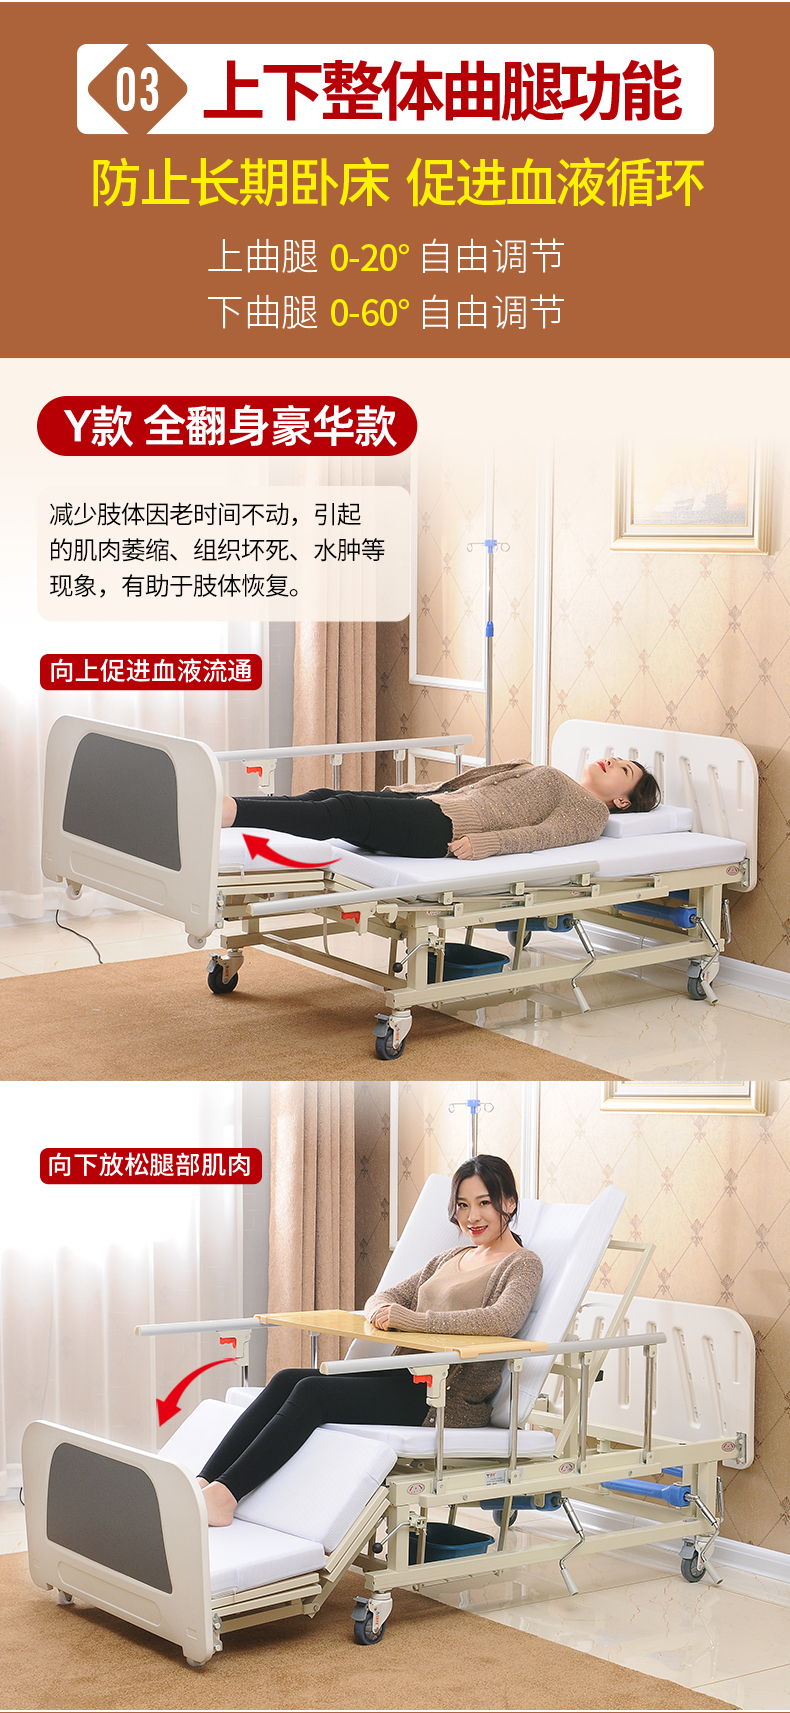 03 上下整体曲腿功能
防止长期卧床 促进血液循环
上曲腿 0-20° 自由调节
下曲腿 0-60° 自由调节
Y款 全翻身豪华款
减少肢体因老时间不动，引起
的肌肉萎缩、组织坏死、水肿等
现象，有助于肢体恢复。
向上促进血液流通
向下放松腿部肌肉